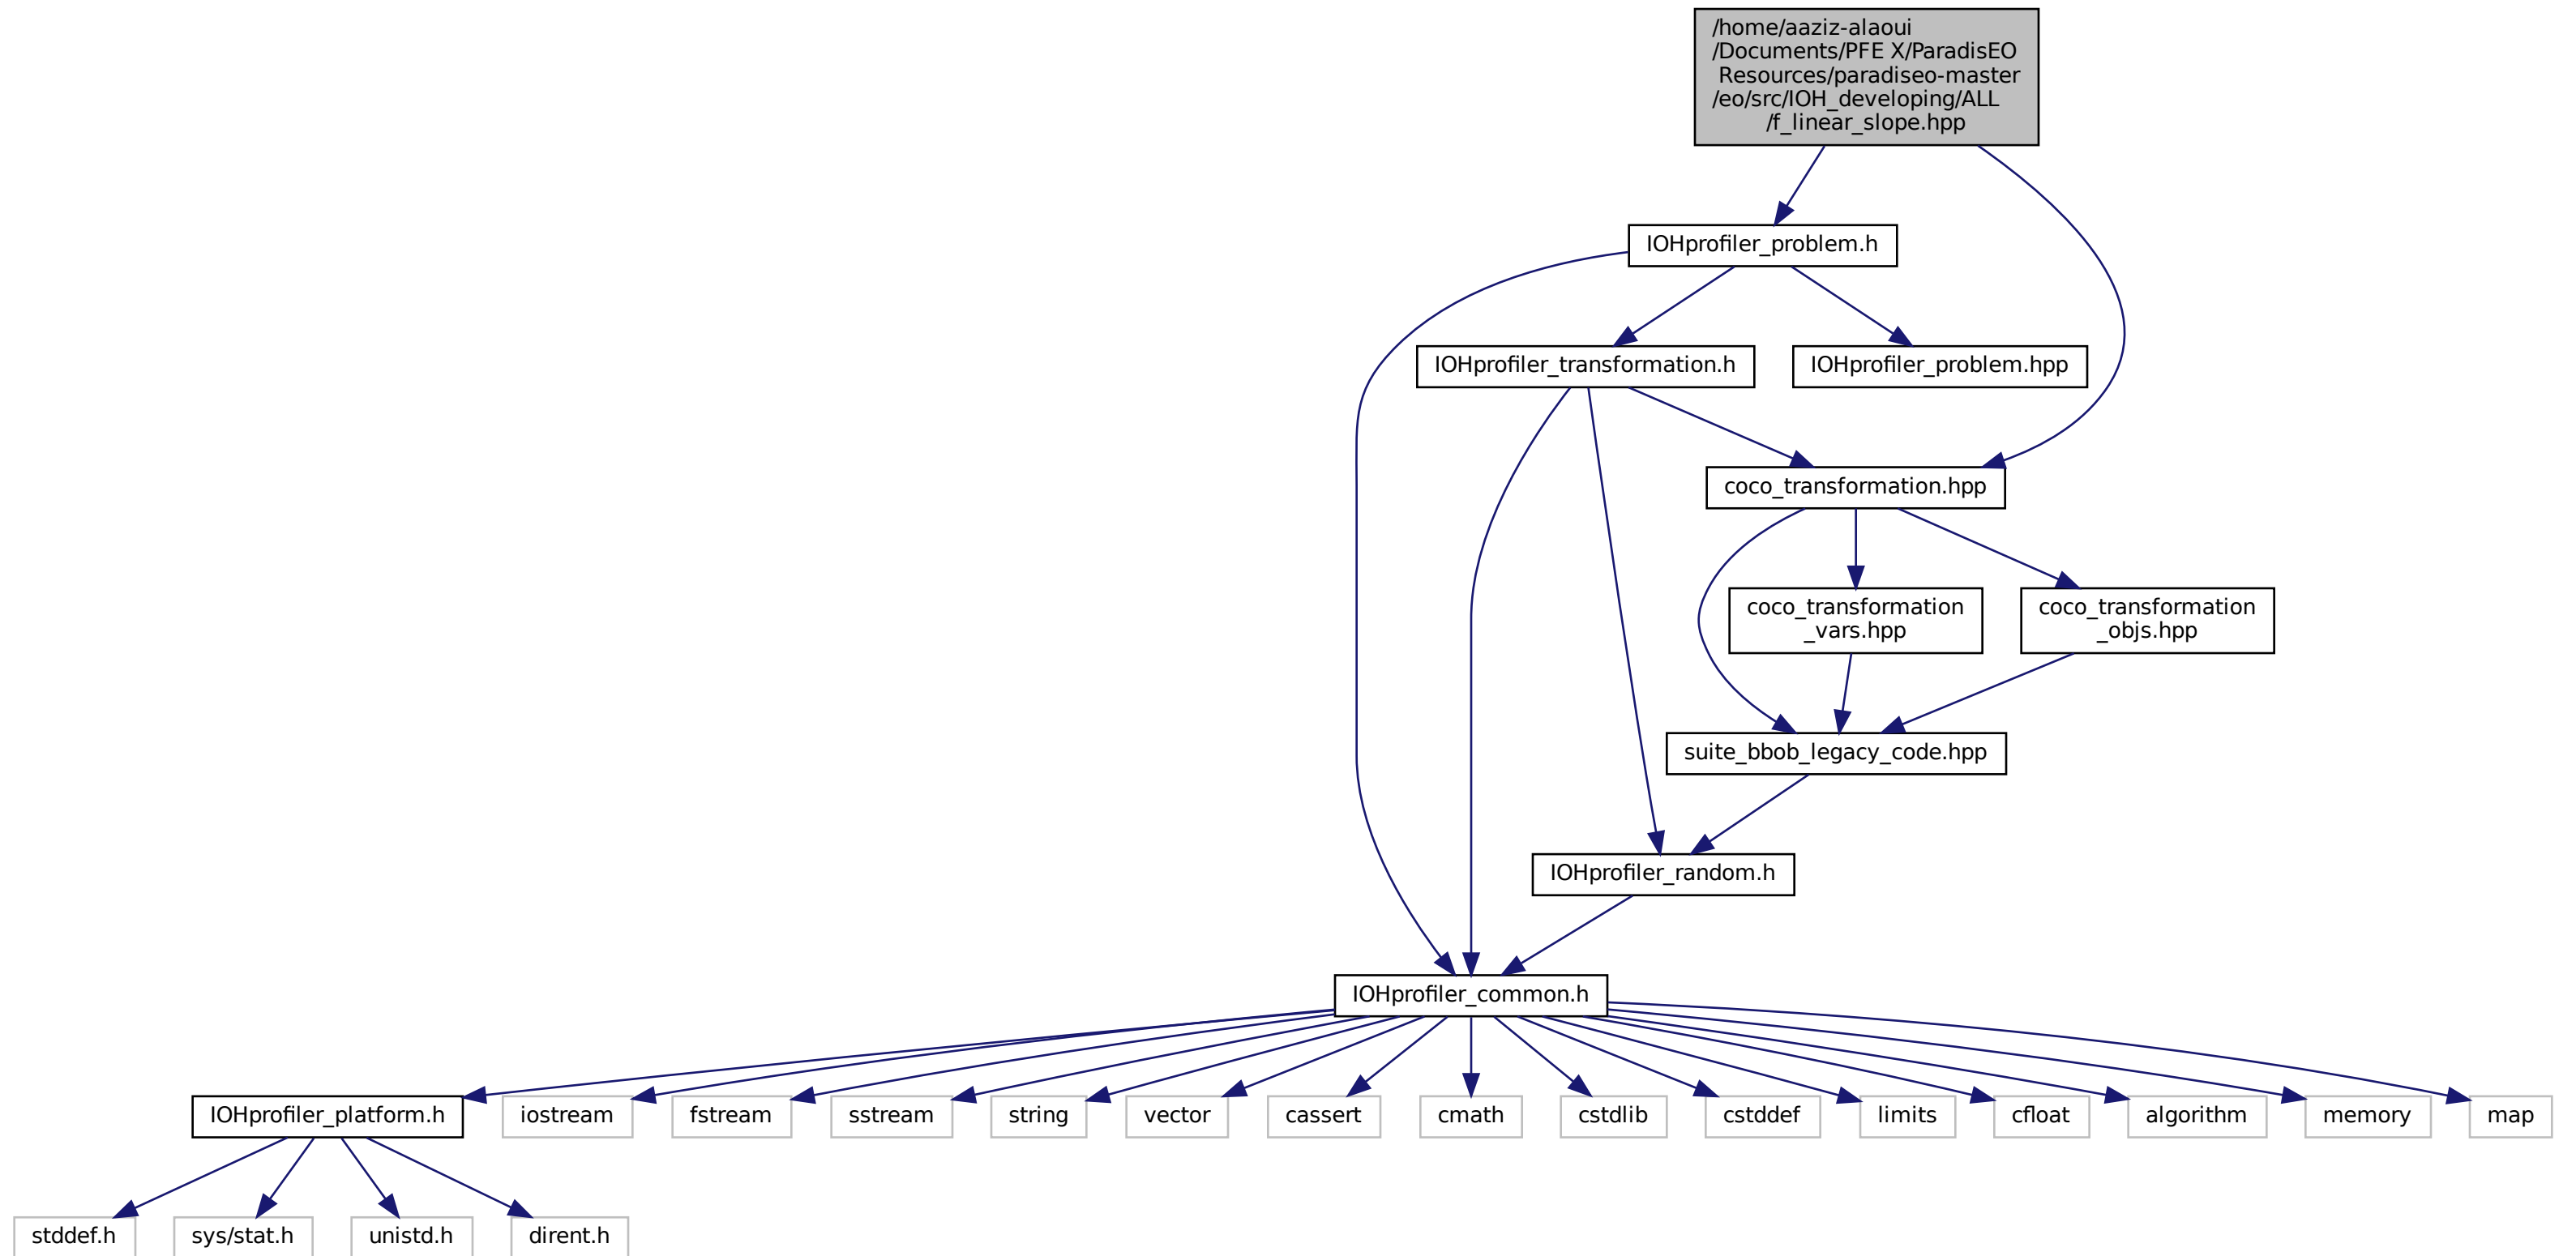 /home/aaziz-alaoui
/Documents/PFE X/ParadisEO
Resources/paradiseo-master
/eo/src/IOH_developing/ALL
/f_linear_slope.hpp
IOHprofiler_problem.h
IOHprofiler_transformation.h
IOHprofiler_problem.hpp
coco_transformation.hpp
coco_transformation
_vars.hpp
coco_transformation
_objs.hpp
suite_bbob_legacy_code.hpp
IOHprofiler_random.h
IOHprofiler_common.h
IOHprofiler_platform.h
iostream
fstream
sstream
string
vector
cassert
cmath
cstdlib
cstddef
limits
cfloat
algorithm
memory
map
stddef.h
sys/stat.h
unistd.h
dirent.h